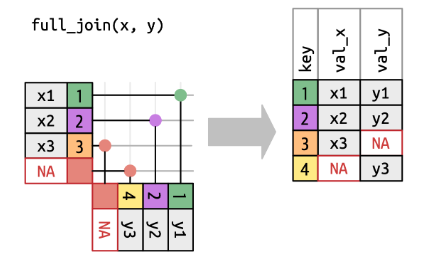 full_join(x, y)
x1 1
x2 2
x3 3
NA
4 2 1
NA y3 y2 y1
key val_x val_y
1 x1 y1
2 x2 y2
3 x3 NA
4 NA y3